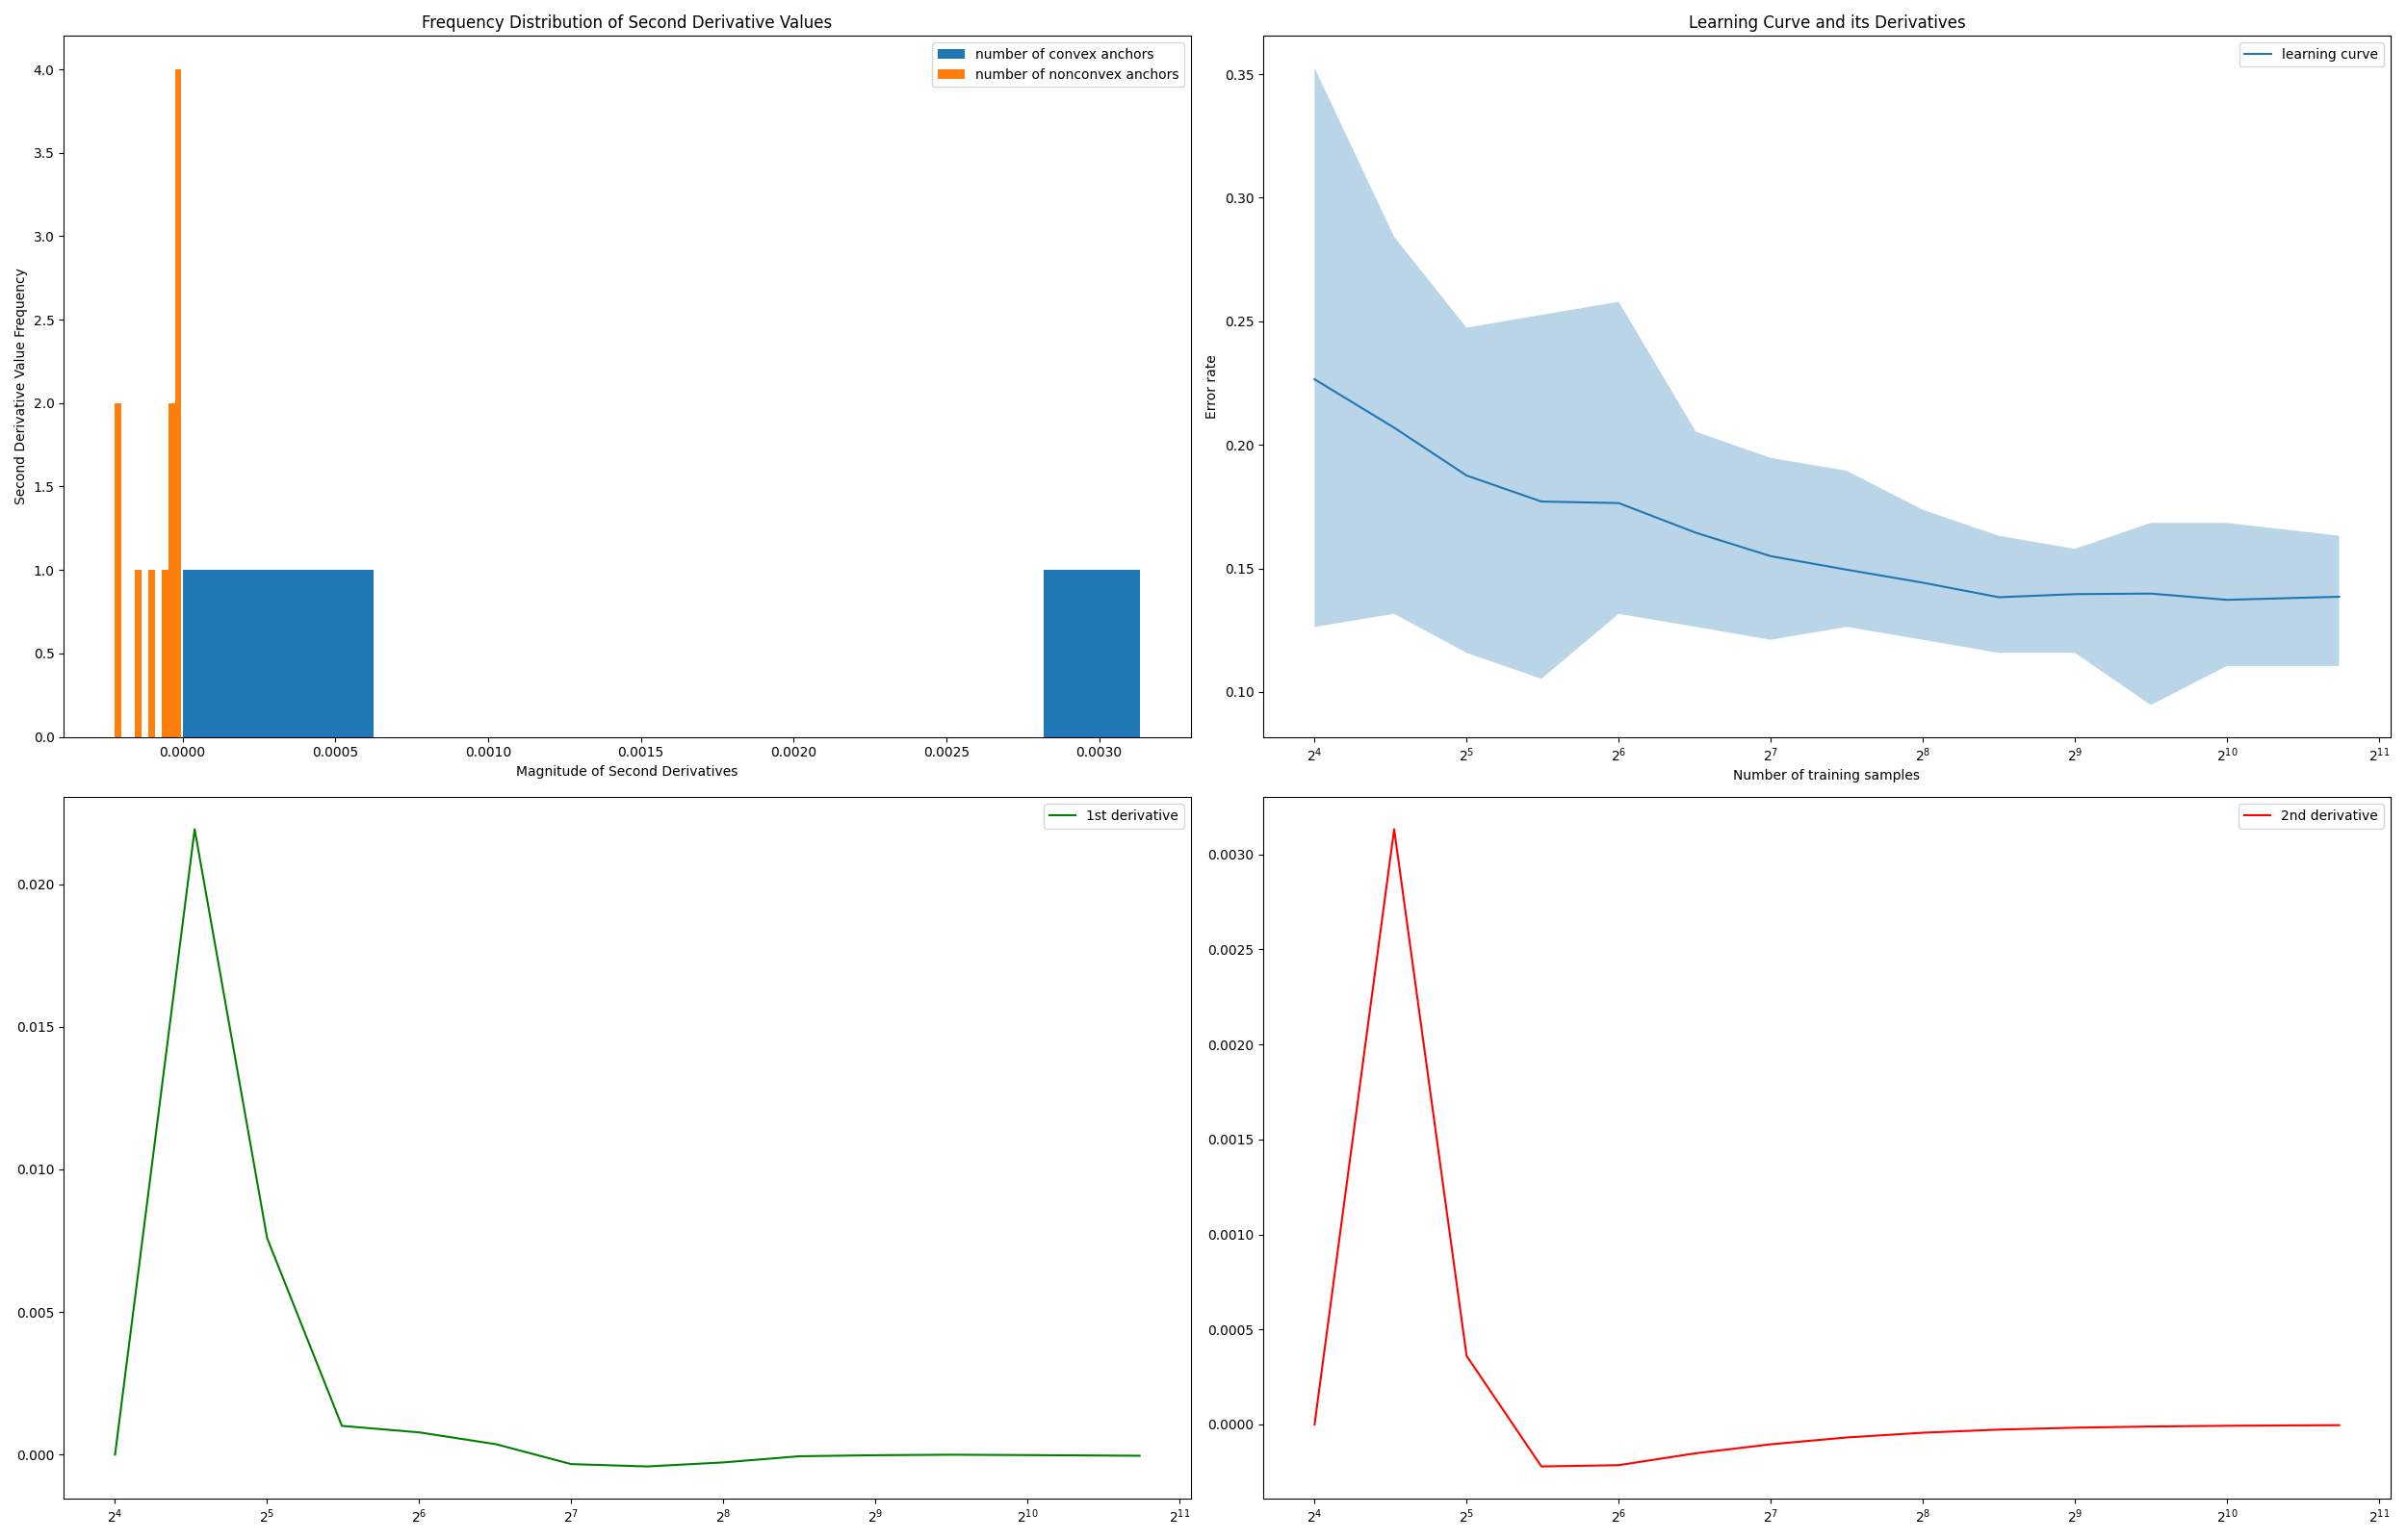 Frequency Distribution of Second Derivative Values
number of convex anchors
number of nonconvex anchors
4.0
3.5
3.0
2.5
2.0
1.5
1.0
0.5
0.0
Second Derivative Value Frequency
0.0000 0.0005 0.0010 0.0015 0.0020 0.0025 0.0030
Magnitude of Second Derivatives
Learning Curve and its Derivatives
learning curve
0.35
0.30
0.25
0.20
0.15
0.10
Error rate
2^4 2^5 2^6 2^7 2^8 2^9 2^10 2^11
Number of training samples
1st derivative
0.020
0.015
0.010
0.005
0.000
2^4 2^5 2^6 2^7 2^8 2^9 2^10 2^11
2nd derivative
0.0030
0.0025
0.0020
0.0015
0.0010
0.0005
0.0000
2^4 2^5 2^6 2^7 2^8 2^9 2^10 2^11